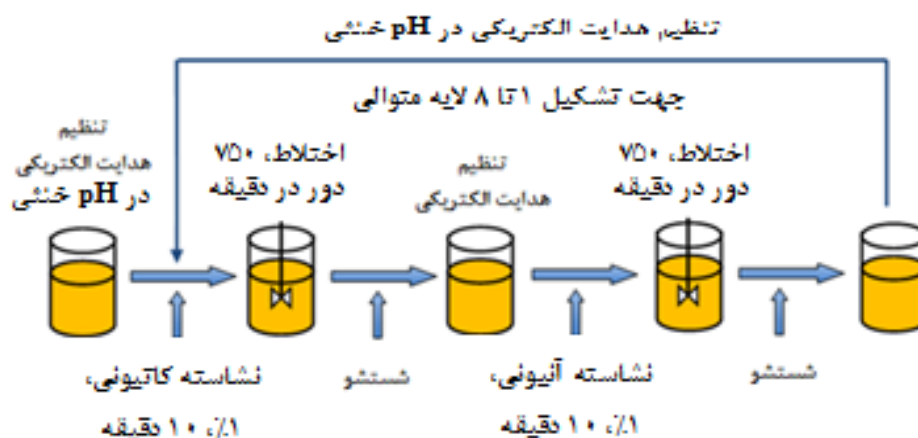 تنظیم هدایت الکتریکی در pH خنثی
جهت تشکیل ۱ تا ۸ لایه متوالی
تنظیم
هدایت الکتریکی
در pH خنثی
اختلاط، ۷۵۰
دور در دقیقه
تنظیم
هدایت الکتریکی
اختلاط، ۷۵۰
دور در دقیقه
نشاسته کاتیونی،
۱٪، ۱۰ دقیقه
شستشو
نشاسته آنیونی،
۱٪، ۱۰ دقیقه
شستشو